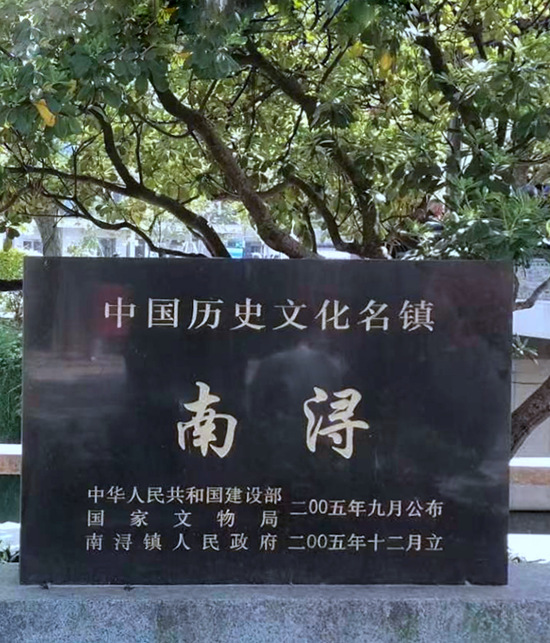 中国历史文化名镇
南浔
中华人民共和国建设部
国家文物局
二00五年九月公布
南浔镇人民政府 二00五年十二月立